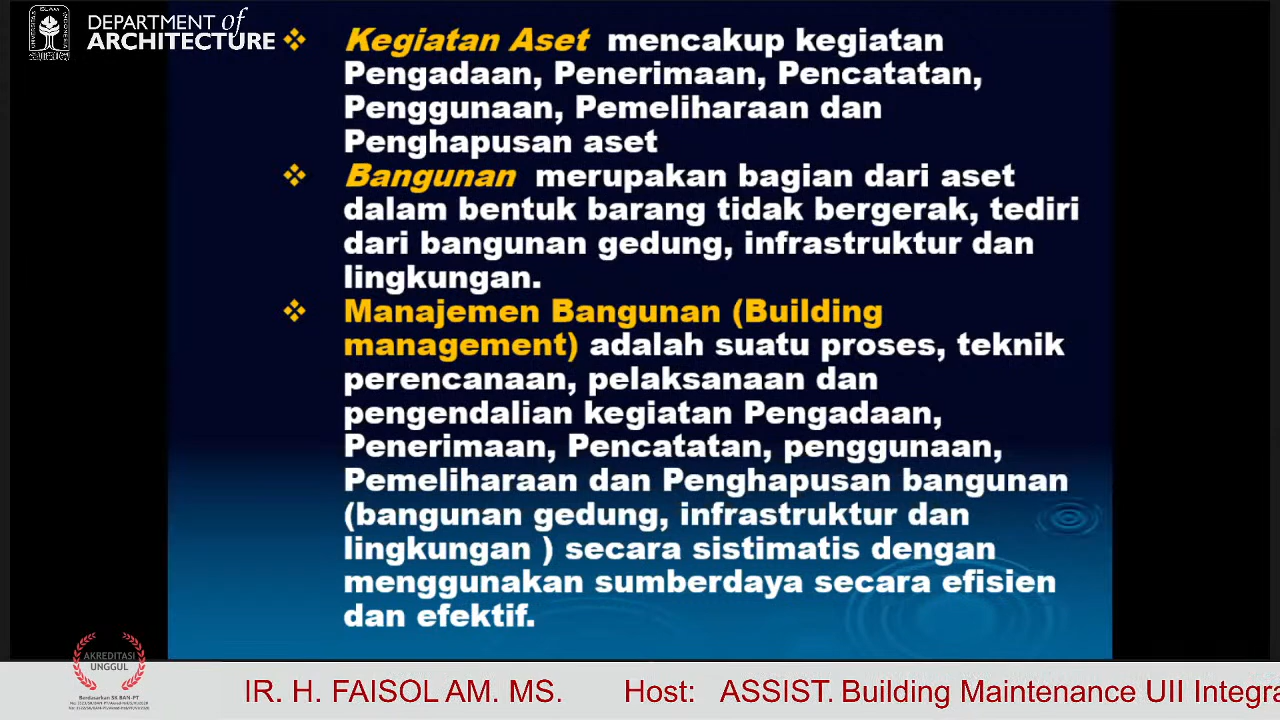 DEPARTMENT of
ARCHITECTURE
❖ Kegiatan Aset mencakup kegiatan
Pengadaan, Penerimaan, Pencatatan,
Penggunaan, Pemeliharaan dan
Penghapusan aset
❖ Bangunan merupakan bagian dari aset
dalam bentuk barang tidak bergerak, tediri
dari bangunan gedung, infrastruktur dan
lingkungan.
❖ Manajemen Bangunan (Building
management) adalah suatu proses, teknik
perencanaan, pelaksanaan dan
pengendalian kegiatan Pengadaan,
Penerimaan, Pencatatan, penggunaan,
Pemeliharaan dan Penghapusan bangunan
(bangunan gedung, infrastruktur dan
lingkungan ) secara sistimatis dengan
menggunakan sumberdaya secara efisien
dan efektif.
AKREDITASI
UNGGUL
Berdasarkan SK BAN-PT
IR. H. FAISOL AM. MS. Host: ASSIST. Building Maintenance UII Integra